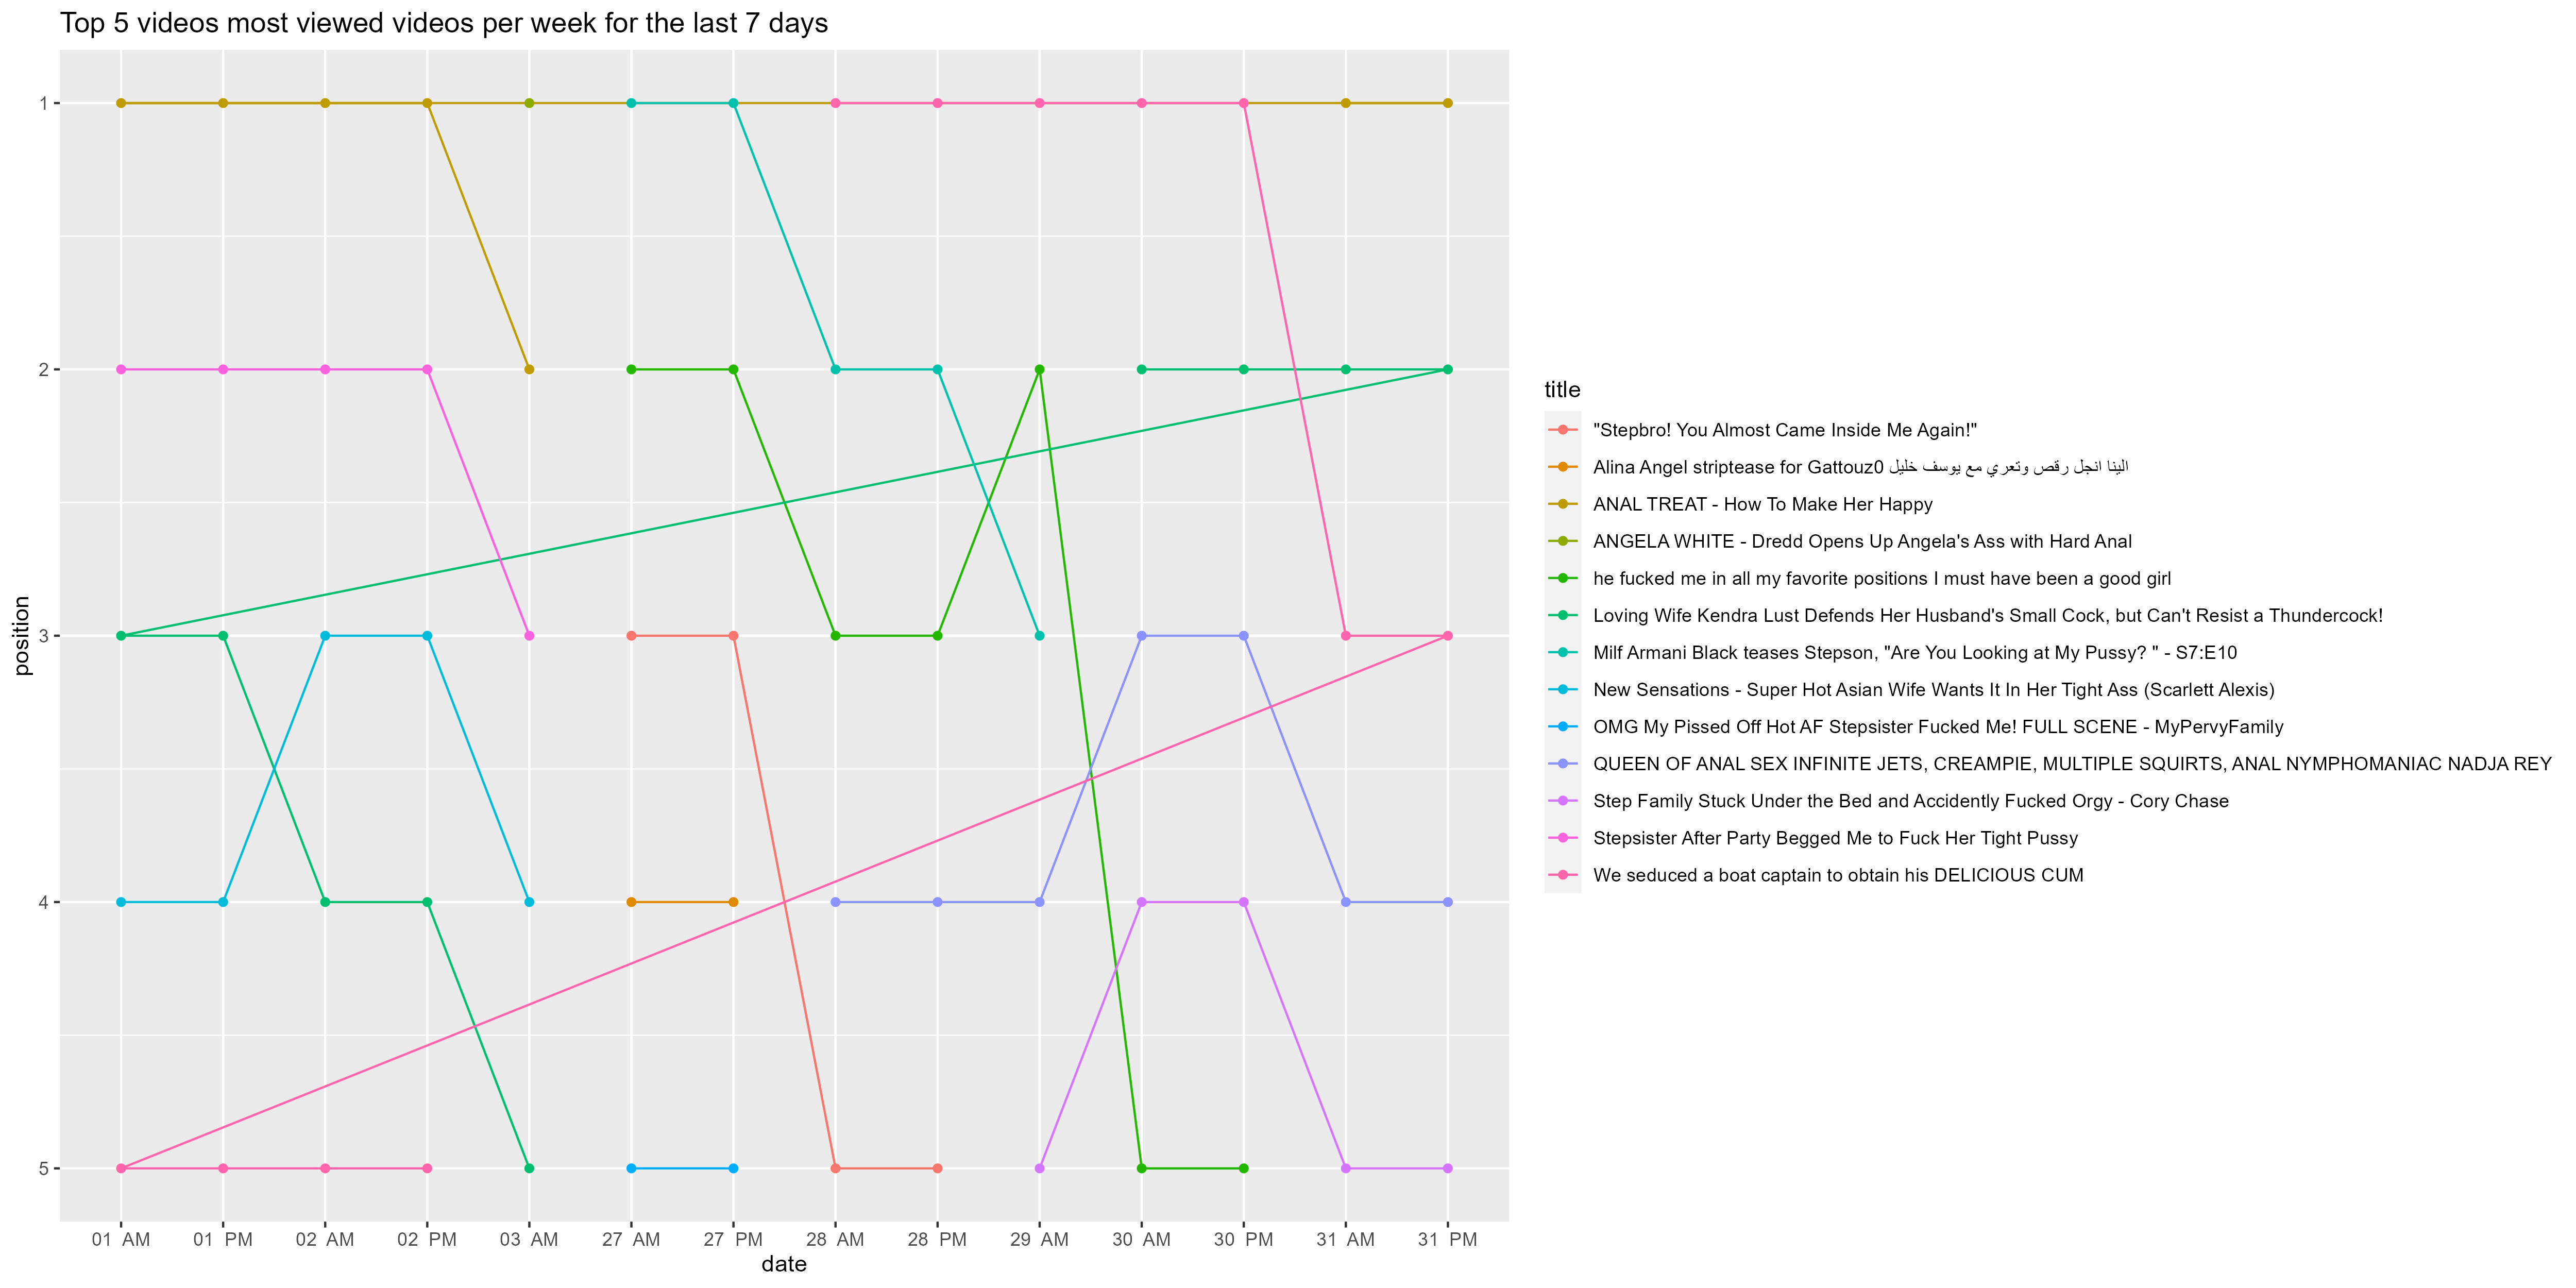 Top 5 videos most viewed videos per week for the last 7 days
position
1
2
3
4
5
01 AM 01 PM 02 AM 02 PM 03 AM 27 AM 27 PM 28 AM 28 PM 29 AM 30 AM 30 PM 31 AM 31 PM
date
title
"Stepbro! You Almost Came Inside Me Again!"
Alina Angel striptease for Gattouz0 الينا انجل رقص وتعري مع يوسف خليل
ANAL TREAT - How To Make Her Happy
ANGELA WHITE - Dredd Opens Up Angela's Ass with Hard Anal
he fucked me in all my favorite positions I must have been a good girl
Loving Wife Kendra Lust Defends Her Husband's Small Cock, but Can't Resist a Thundercock!
Milf Armani Black teases Stepson, "Are You Looking at My Pussy? " - S7:E10
New Sensations - Super Hot Asian Wife Wants It In Her Tight Ass (Scarlett Alexis)
OMG My Pissed Off Hot AF Stepsister Fucked Me! FULL SCENE - MyPervyFamily
QUEEN OF ANAL SEX INFINITE JETS, CREAMPIE, MULTIPLE SQUIRTS, ANAL NYMPHOMANIAC NADJA REY
Step Family Stuck Under the Bed and Accidently Fucked Orgy - Cory Chase
Stepsister After Party Begged Me to Fuck Her Tight Pussy
We seduced a boat captain to obtain his DELICIOUS CUM